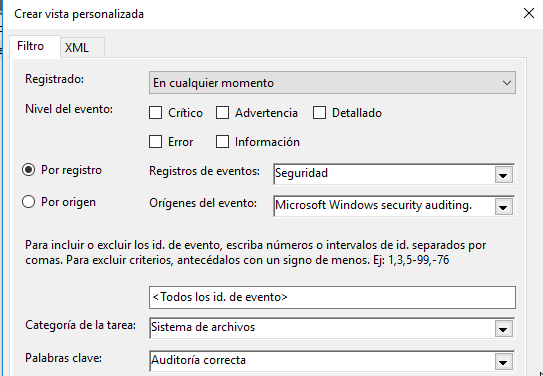 Crear vista personalizada
Filtro XML
Registrado: En cualquier momento
Nivel del evento: Crítico Advertencia Detallado
Error Información
Por registro Registros de eventos: Seguridad
Por origen Orígenes del evento: Microsoft Windows security auditing.
Para incluir o excluir los id. de evento, escriba números o intervalos de id. separados por
comas. Para excluir criterios, antecédalos con un signo de menos. Ej: 1,3,5-99,-76
<Todos los id. de evento>
Categoría de la tarea: Sistema de archivos
Palabras clave: Auditoría correcta